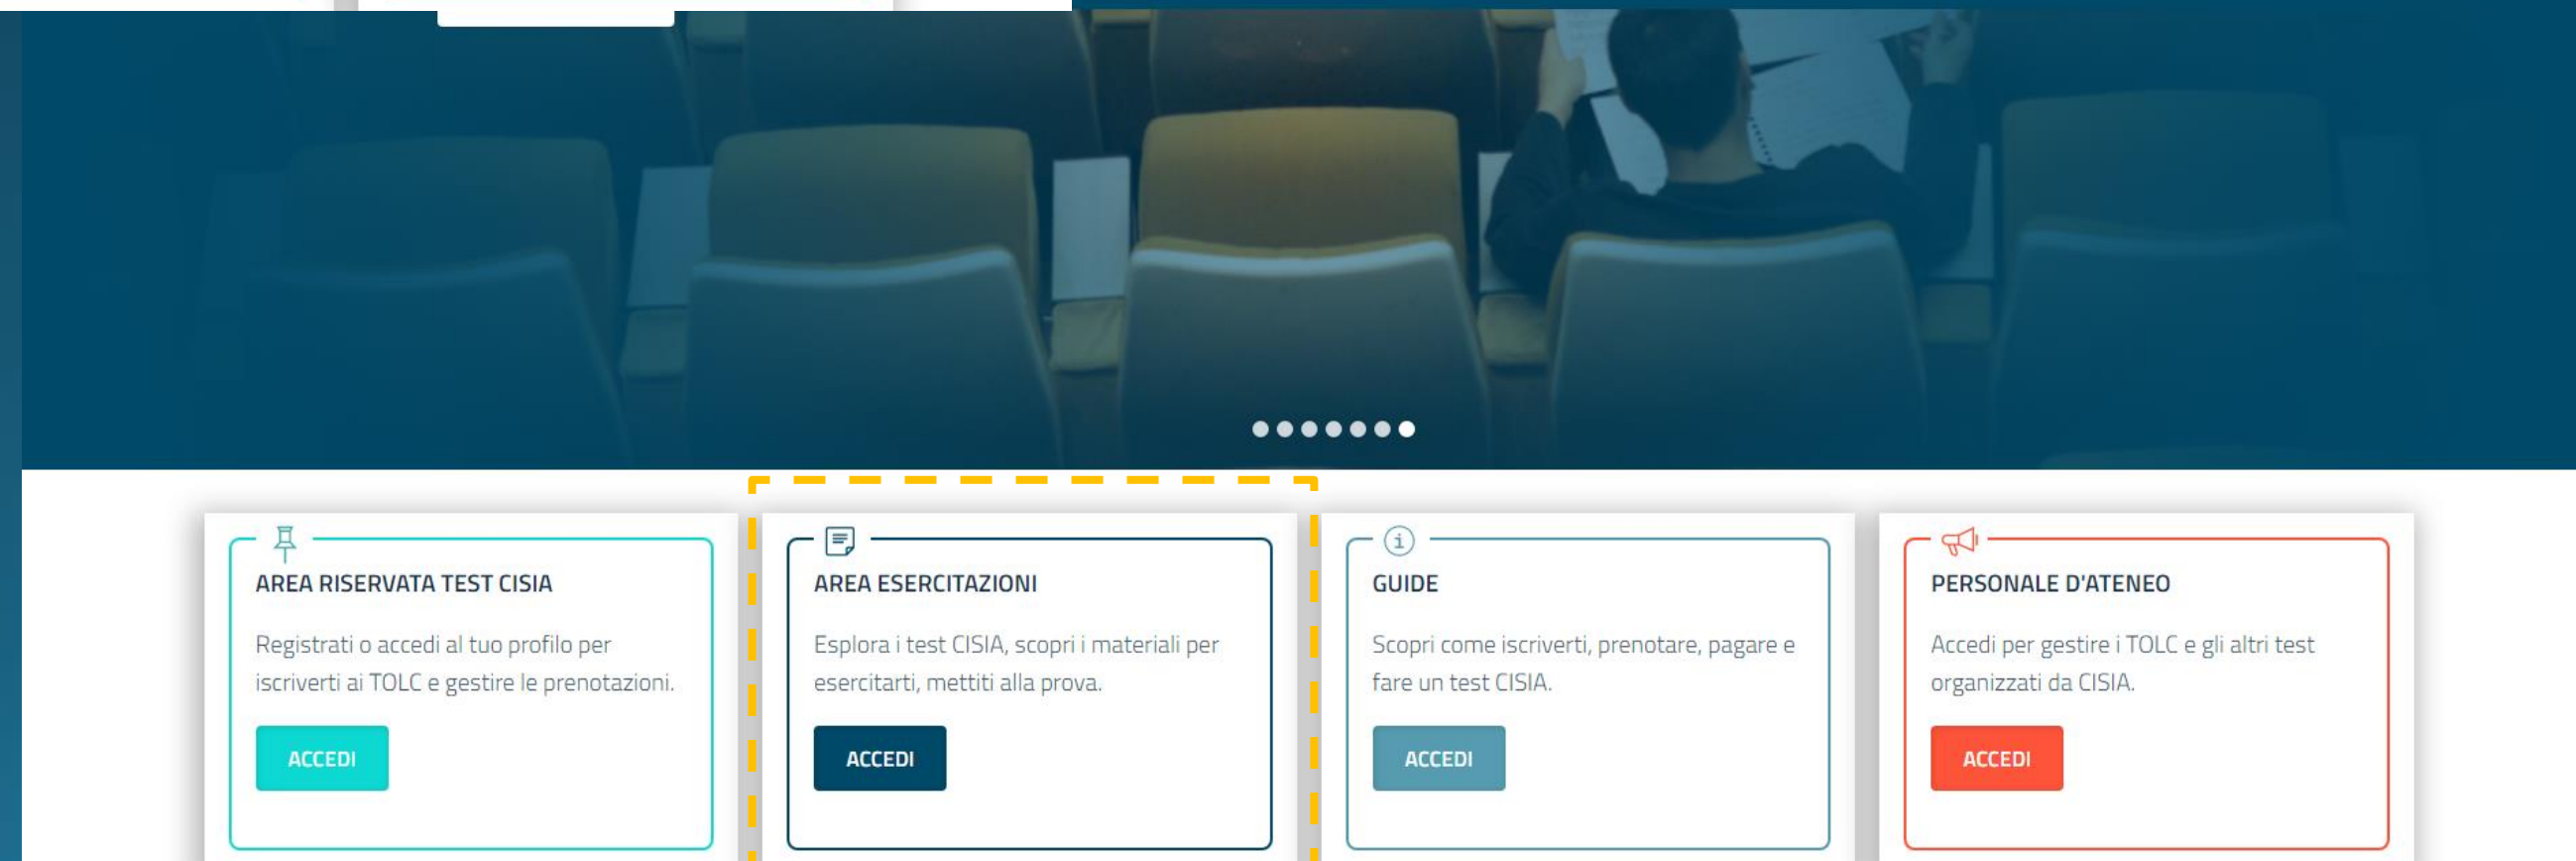 AREA RISERVATA TEST CISIA
Registrati o accedi al tuo profilo per
iscriverti ai TOLC e gestire le prenotazioni.
ACCEDI
AREA ESERCITAZIONI
Esplora i test CISIA, scopri i materiali per
esercitarti, mettiti alla prova.
ACCEDI
GUIDE
Scopri come iscriverti, prenotare, pagare e
fare un test CISIA.
ACCEDI
PERSONALE D'ATENEO
Accedi per gestire i TOLC e gli altri test
organizzati da CISIA.
ACCEDI